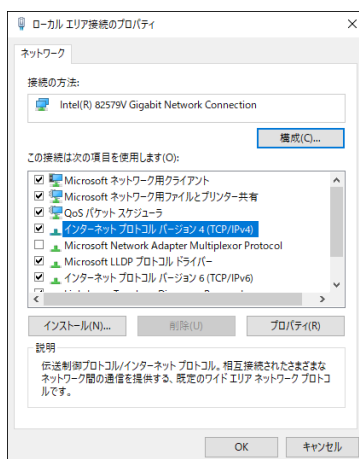 ローカル エリア接続のプロパティ
ネットワーク
接続の方法:
Intel(R) 82579V Gigabit Network Connection
構成(C)...
この接続は次の項目を使用します(O):
Microsoft ネットワーク用クライアント
Microsoft ネットワーク用ファイルとプリンター共有
QoS パケット スケジューラ
インターネット プロトコル バージョン 4 (TCP/IPv4)
Microsoft Network Adapter Multiplexor Protocol
Microsoft LLDP プロトコル ドライバー
インターネット プロトコル バージョン 6 (TCP/IPv6)
インストール(N)...
削除(U)
プロパティ(R)
説明
伝送制御プロトコル/インターネット プロトコル。相互接続されたさまざまな
ネットワーク間の通信を提供する、既定のワイド エリア ネットワーク プロトコ
ルです。
OK
キャンセル